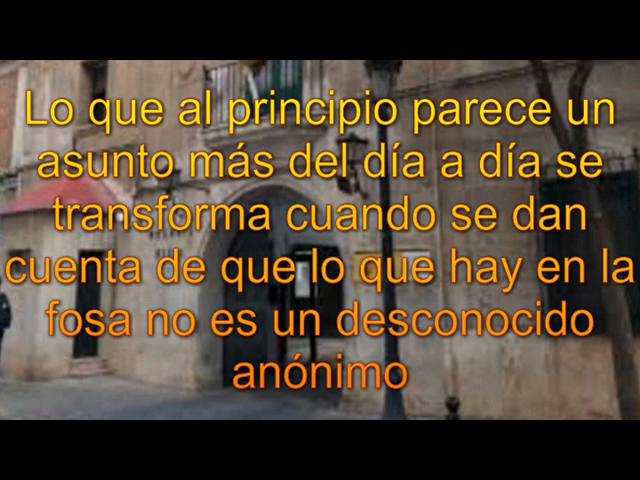 Lo que al principio parece un
asunto más del día a día se
transforma cuando se dan
cuenta de que lo que hay en la
fosa no es un desconocido
anónimo